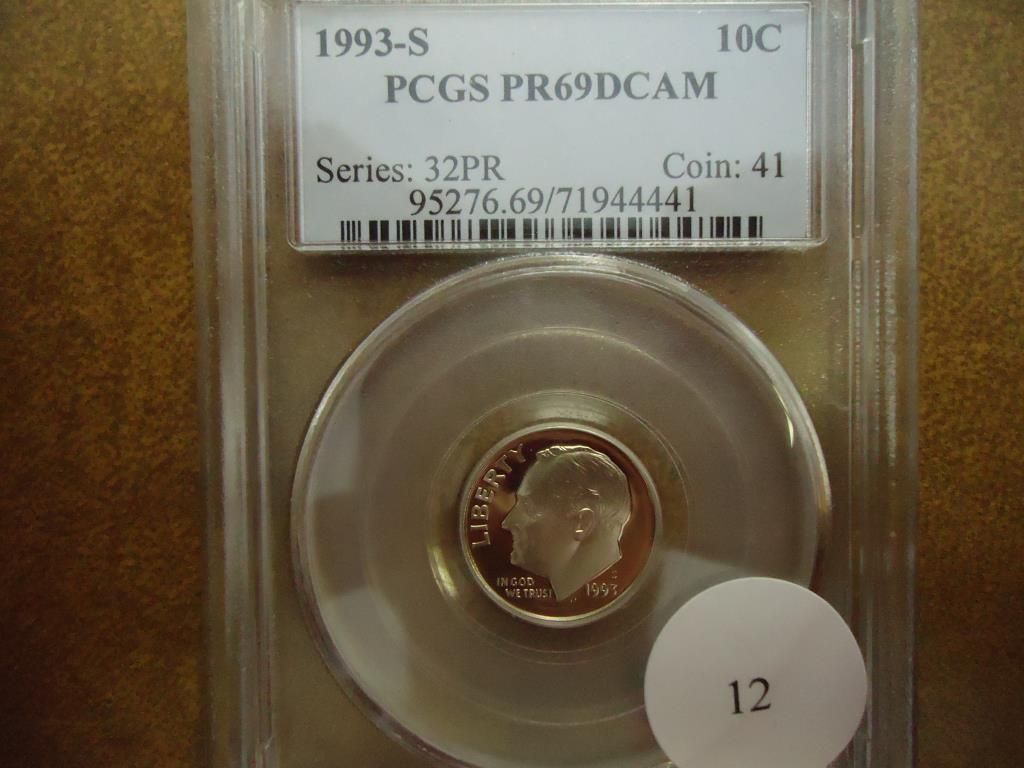 1993-S 10C
PCGS PR69DCAM
Series: 32PR Coin: 41
95276.69/71944441
LIBERTY
IN GOD
WE TRUST
S
1993
12